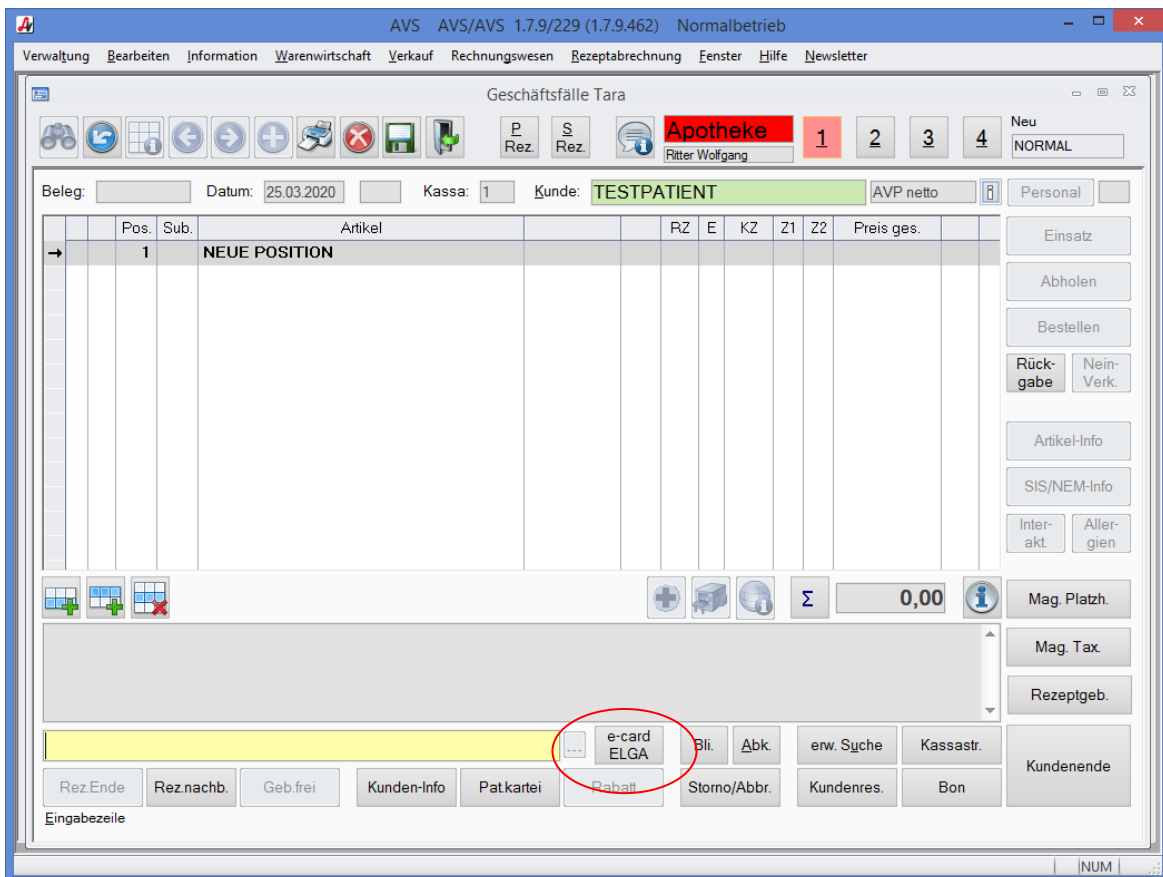 AVS AVS/AVS 1.7.9/229 (1.7.9.462) Normalbetrieb
Verwaltung Bearbeiten Information Warenwirtschaft Verkauf Rechnungswesen Rezeptabrechnung Fenster Hilfe Newsletter
Geschäftsfälle Tara
P Rez. S Rez. Apotheke 1 2 3 4 Neu
Ritter Wolfgang NORMAL
Beleg: Datum: 25.03.2020 Kassa: 1 Kunde: TESTPATIENT AVP netto Personal
Pos. Sub. Artikel RZ E KZ Z1 Z2 Preis ges.
1 NEUE POSITION
Einsatz
Abholen
Bestellen
Rück-gabe Nein-Verk.
Artikel-Info
SIS/NEM-Info
Inter-akt. Aller-gien
Σ 0,00 Mag. Platzh.
Mag. Tax.
Rezeptgeb.
... e-card ELGA Bli. Abk. erw. Suche Kassastr.
Kundenende
Rez.Ende Rez.nachb. Geb.frei Kunden-Info Pat.kartei Rabatt Storno/Abbr. Kundenres. Bon
Eingabezeile
NUM